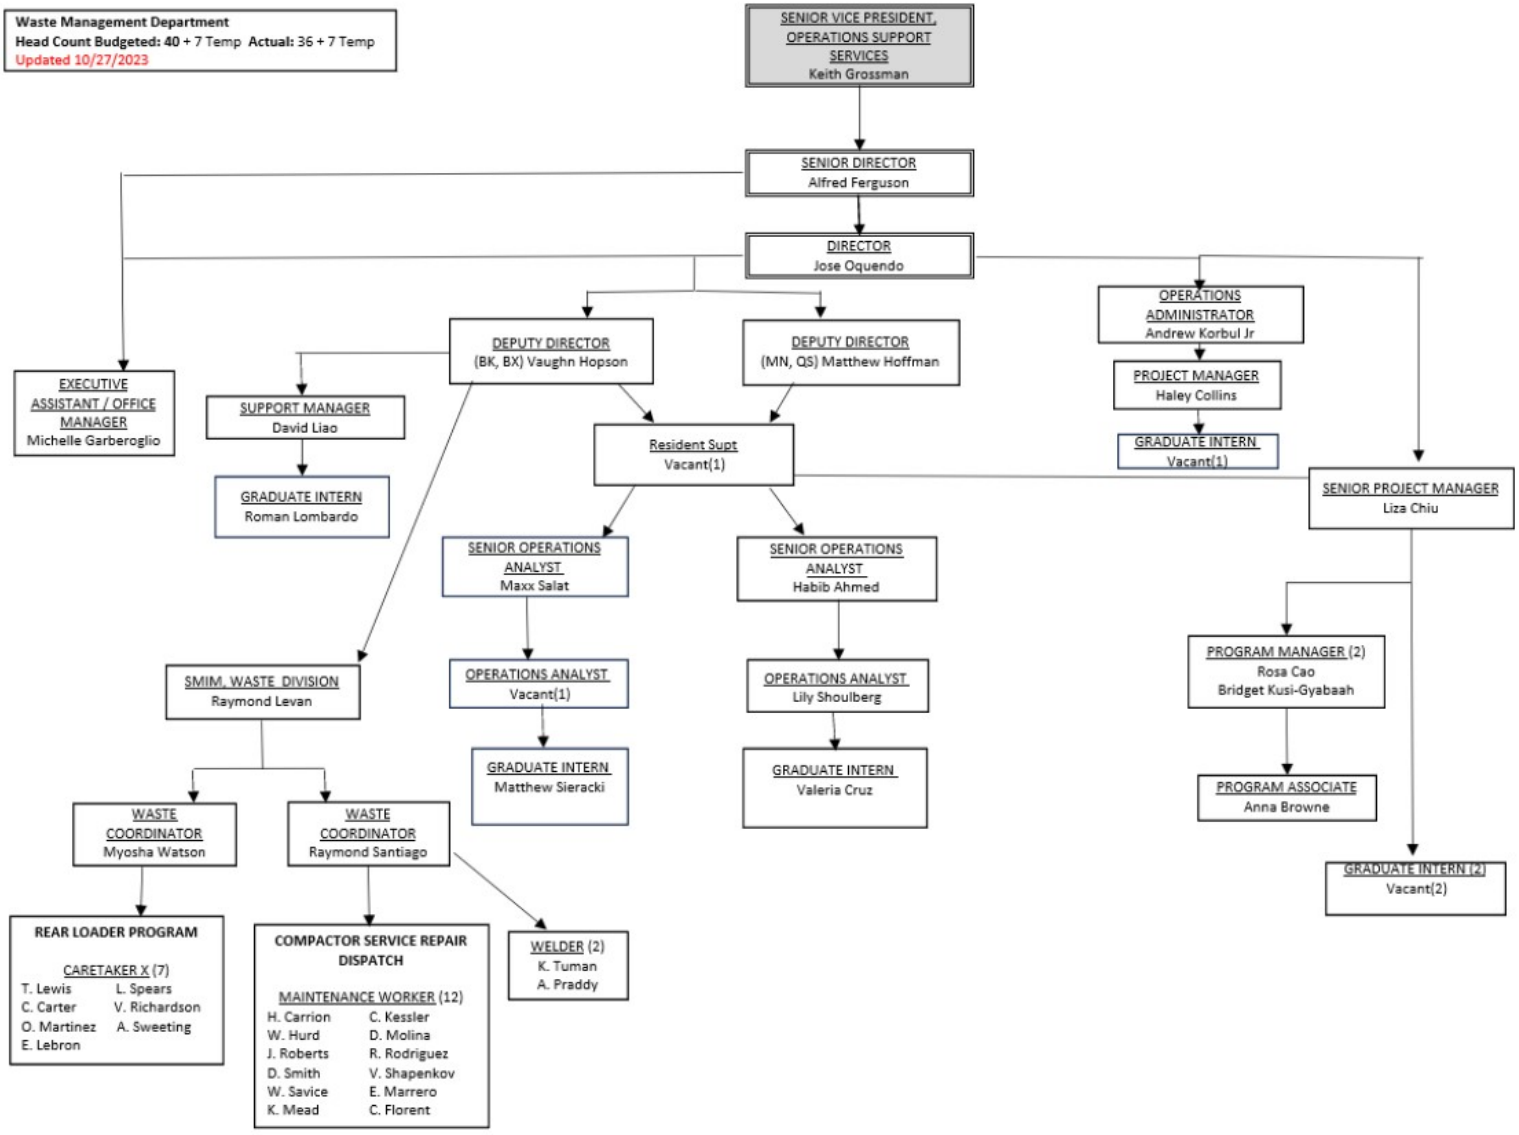 Waste Management Department
Head Count Budgeted: 40 + 7 Temp Actual: 36 + 7 Temp
Updated 10/27/2023
SENIOR VICE PRESIDENT,
OPERATIONS SUPPORT
SERVICES
Keith Grossman
SENIOR DIRECTOR
Alfred Ferguson
DIRECTOR
Jose Oquendo
EXECUTIVE
ASSISTANT / OFFICE
MANAGER
Michelle Garberoglio
DEPUTY DIRECTOR
(BK, BX) Vaughn Hopson
DEPUTY DIRECTOR
(MN, QS) Matthew Hoffman
OPERATIONS
ADMINISTRATOR
Andrew Korbul Jr
PROJECT MANAGER
Haley Collins
GRADUATE INTERN
Vacant(1)
SUPPORT MANAGER
David Liao
GRADUATE INTERN
Roman Lombardo
Resident Supt
Vacant(1)
SENIOR PROJECT MANAGER
Liza Chiu
SENIOR OPERATIONS
ANALYST
Maxx Salat
SENIOR OPERATIONS
ANALYST
Habib Ahmed
OPERATIONS ANALYST
Vacant(1)
OPERATIONS ANALYST
Lily Shoulberg
GRADUATE INTERN
Matthew Sieracki
GRADUATE INTERN
Valeria Cruz
PROGRAM MANAGER (2)
Rosa Cao
Bridget Kusi-Gyabaah
PROGRAM ASSOCIATE
Anna Browne
GRADUATE INTERN (2)
Vacant(2)
SMIM, WASTE DIVISION
Raymond Levan
WASTE
COORDINATOR
Myosha Watson
WASTE
COORDINATOR
Raymond Santiago
REAR LOADER PROGRAM
CARETAKER X (7)
T. Lewis L. Spears
C. Carter V. Richardson
O. Martinez A. Sweeting
E. Lebron
COMPACTOR SERVICE REPAIR
DISPATCH
MAINTENANCE WORKER (12)
H. Carrion C. Kessler
W. Hurd D. Molina
J. Roberts R. Rodriguez
D. Smith V. Shapenkov
W. Savice E. Marrero
K. Mead C. Florent
WELDER (2)
K. Tuman
A. Praddy